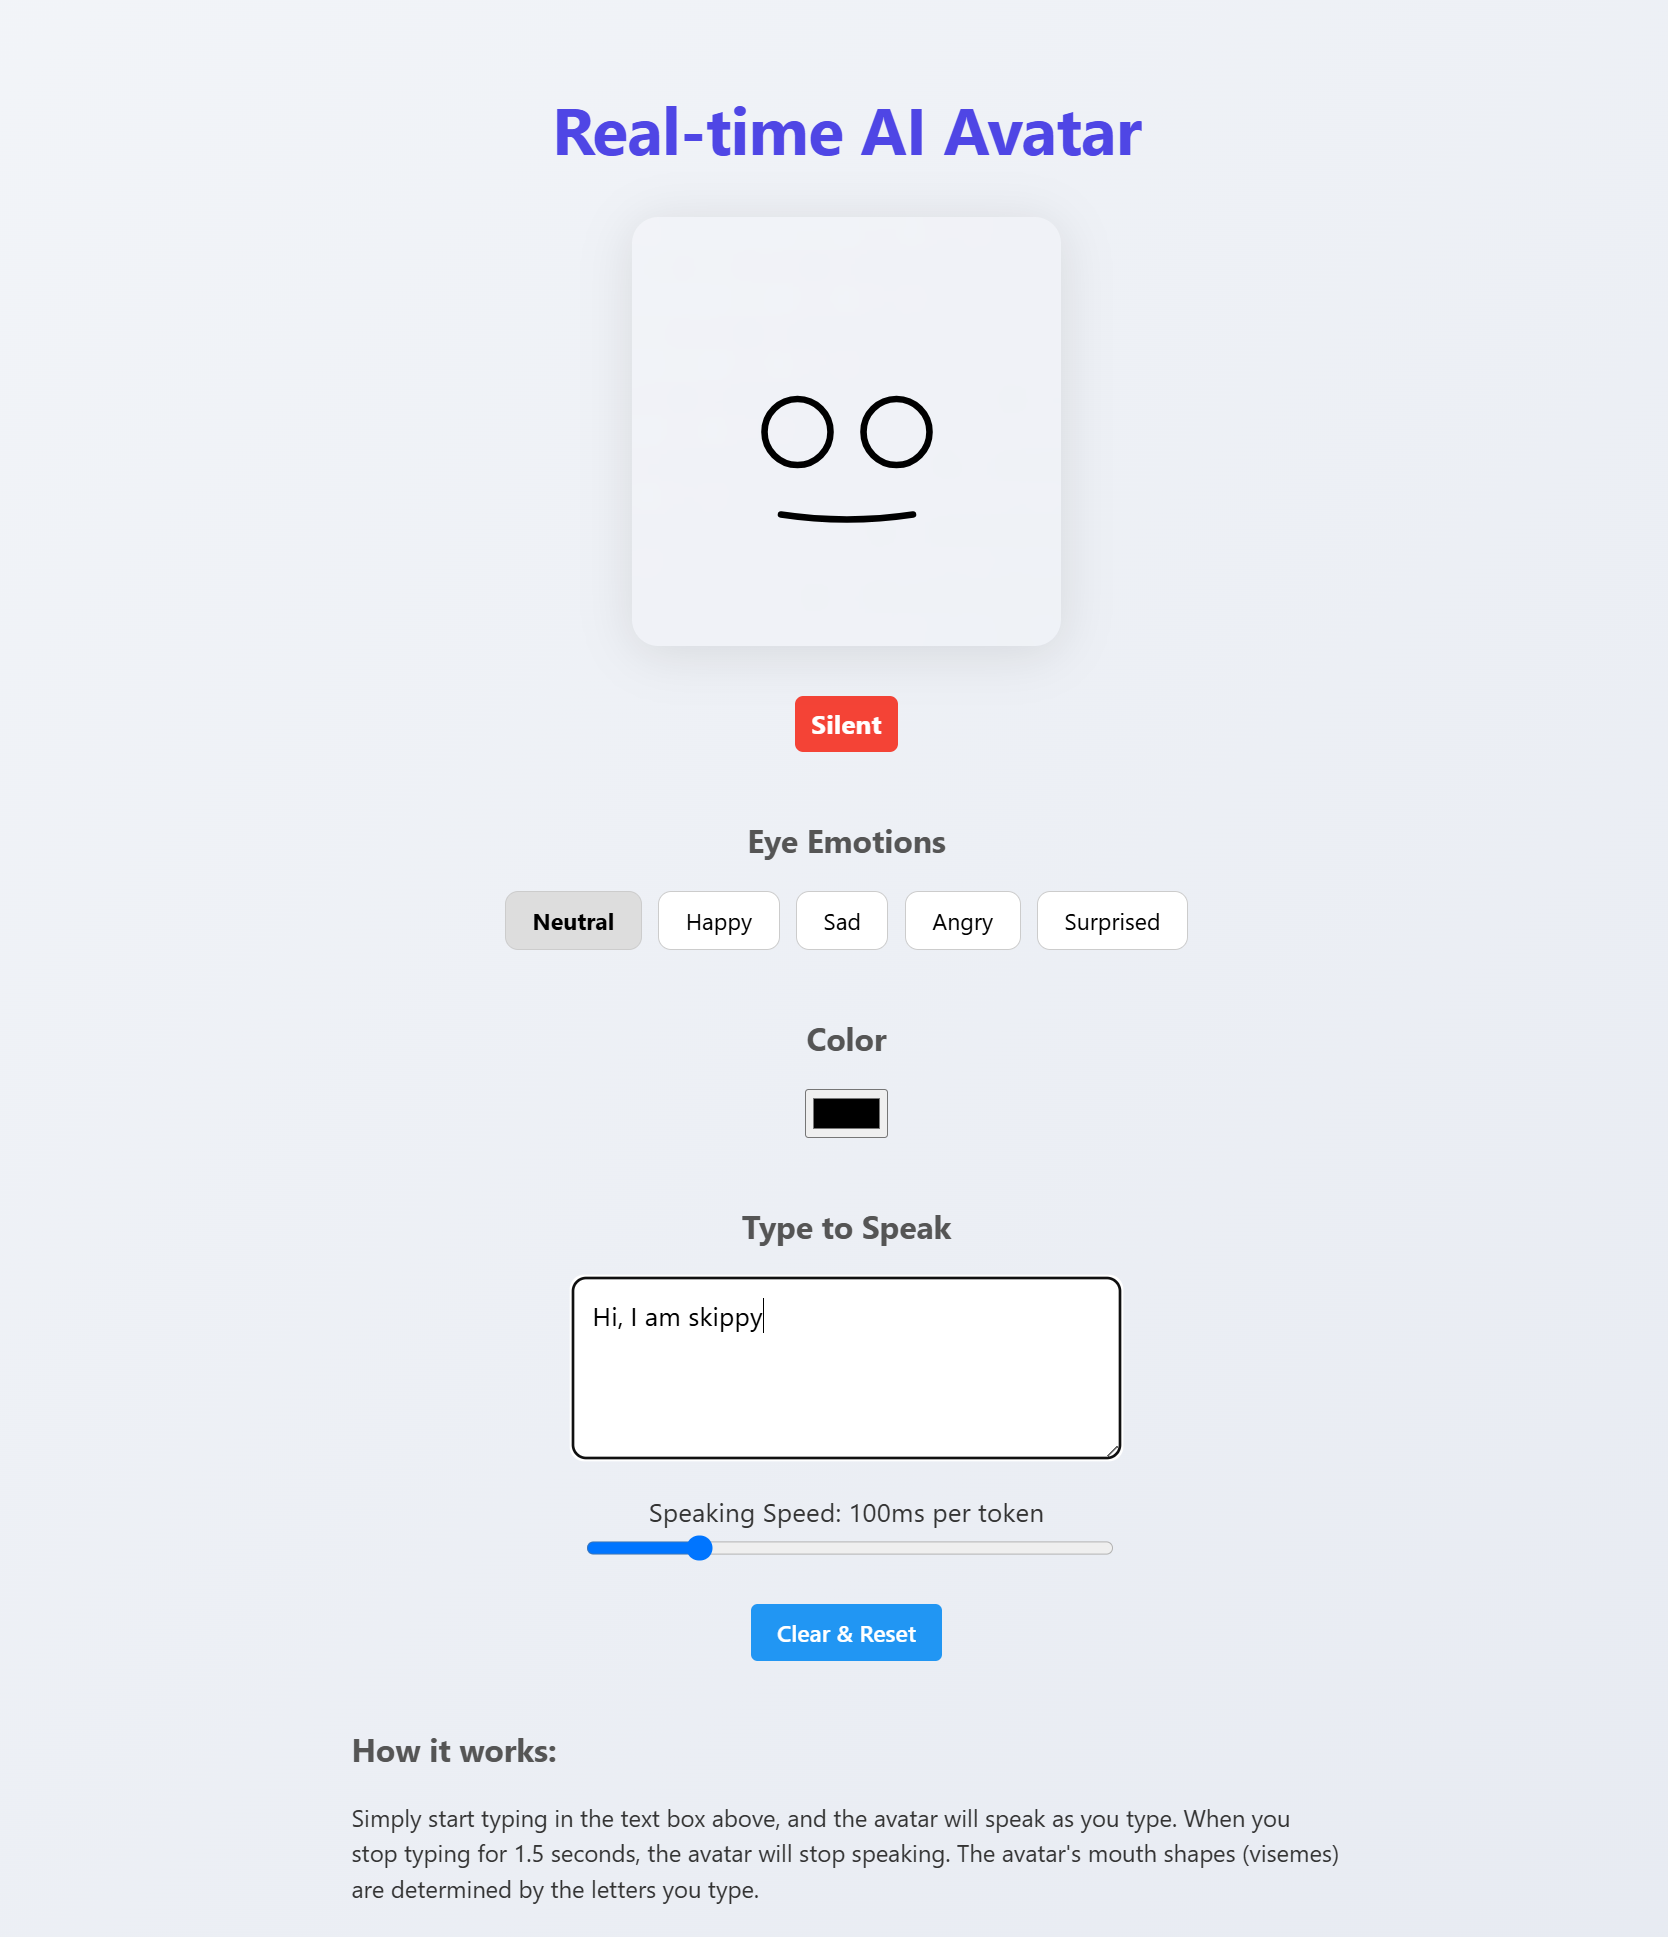 Real-time AI Avatar
Silent
Eye Emotions
Neutral Happy Sad Angry Surprised
Color
Type to Speak
Hi, I am skippy
Speaking Speed: 100ms per token
Clear & Reset
How it works:
Simply start typing in the text box above, and the avatar will speak as you type. When you
stop typing for 1.5 seconds, the avatar will stop speaking. The avatar's mouth shapes (visemes)
are determined by the letters you type.